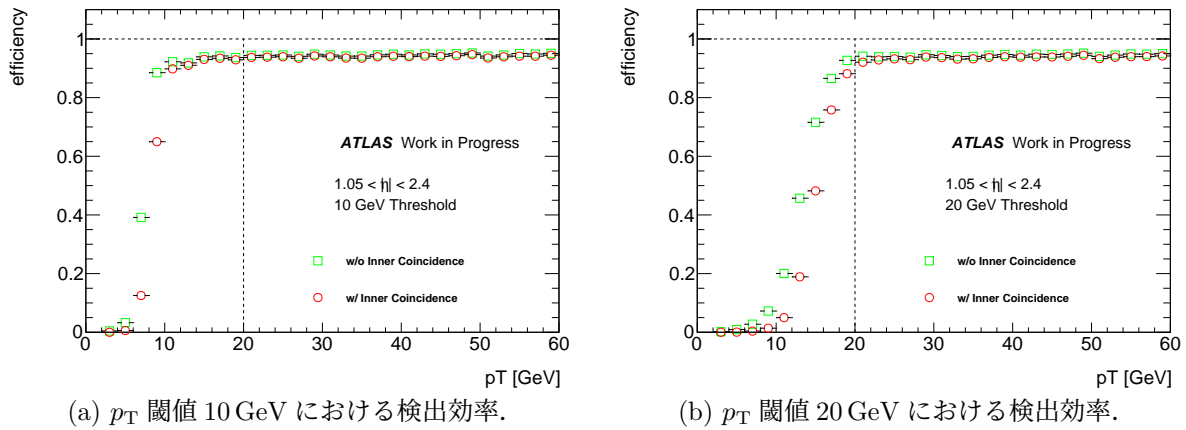 efficiency
1
0.8
0.6
0.4
0.2
0
ATLAS Work in Progress
1.05 < |η| < 2.4
10 GeV Threshold
w/o Inner Coincidence
w/ Inner Coincidence
0 10 20 30 40 50 60
pT [GeV]
(a) pT 閾値 10 GeV における検出効率.
efficiency
1
0.8
0.6
0.4
0.2
0
ATLAS Work in Progress
1.05 < |η| < 2.4
20 GeV Threshold
w/o Inner Coincidence
w/ Inner Coincidence
0 10 20 30 40 50 60
pT [GeV]
(b) pT 閾値 20 GeV における検出効率.